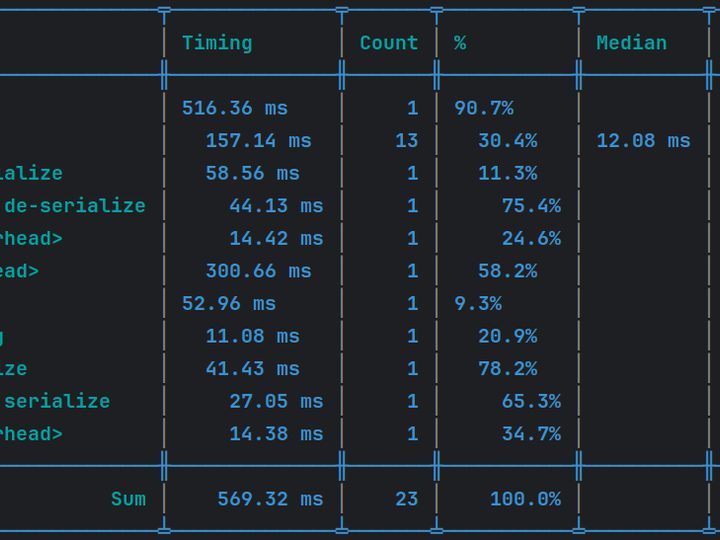 Timing Count % Median
516.36 ms 1 90.7%
157.14 ms 13 30.4% 12.08 ms
ialize 58.56 ms 1 11.3%
de-serialize 44.13 ms 1 75.4%
rhead> 14.42 ms 1 24.6%
ead> 300.66 ms 1 58.2%
52.96 ms 1 9.3%
g 11.08 ms 1 20.9%
ize 41.43 ms 1 78.2%
serialize 27.05 ms 1 65.3%
rhead> 14.38 ms 1 34.7%
Sum 569.32 ms 23 100.0%